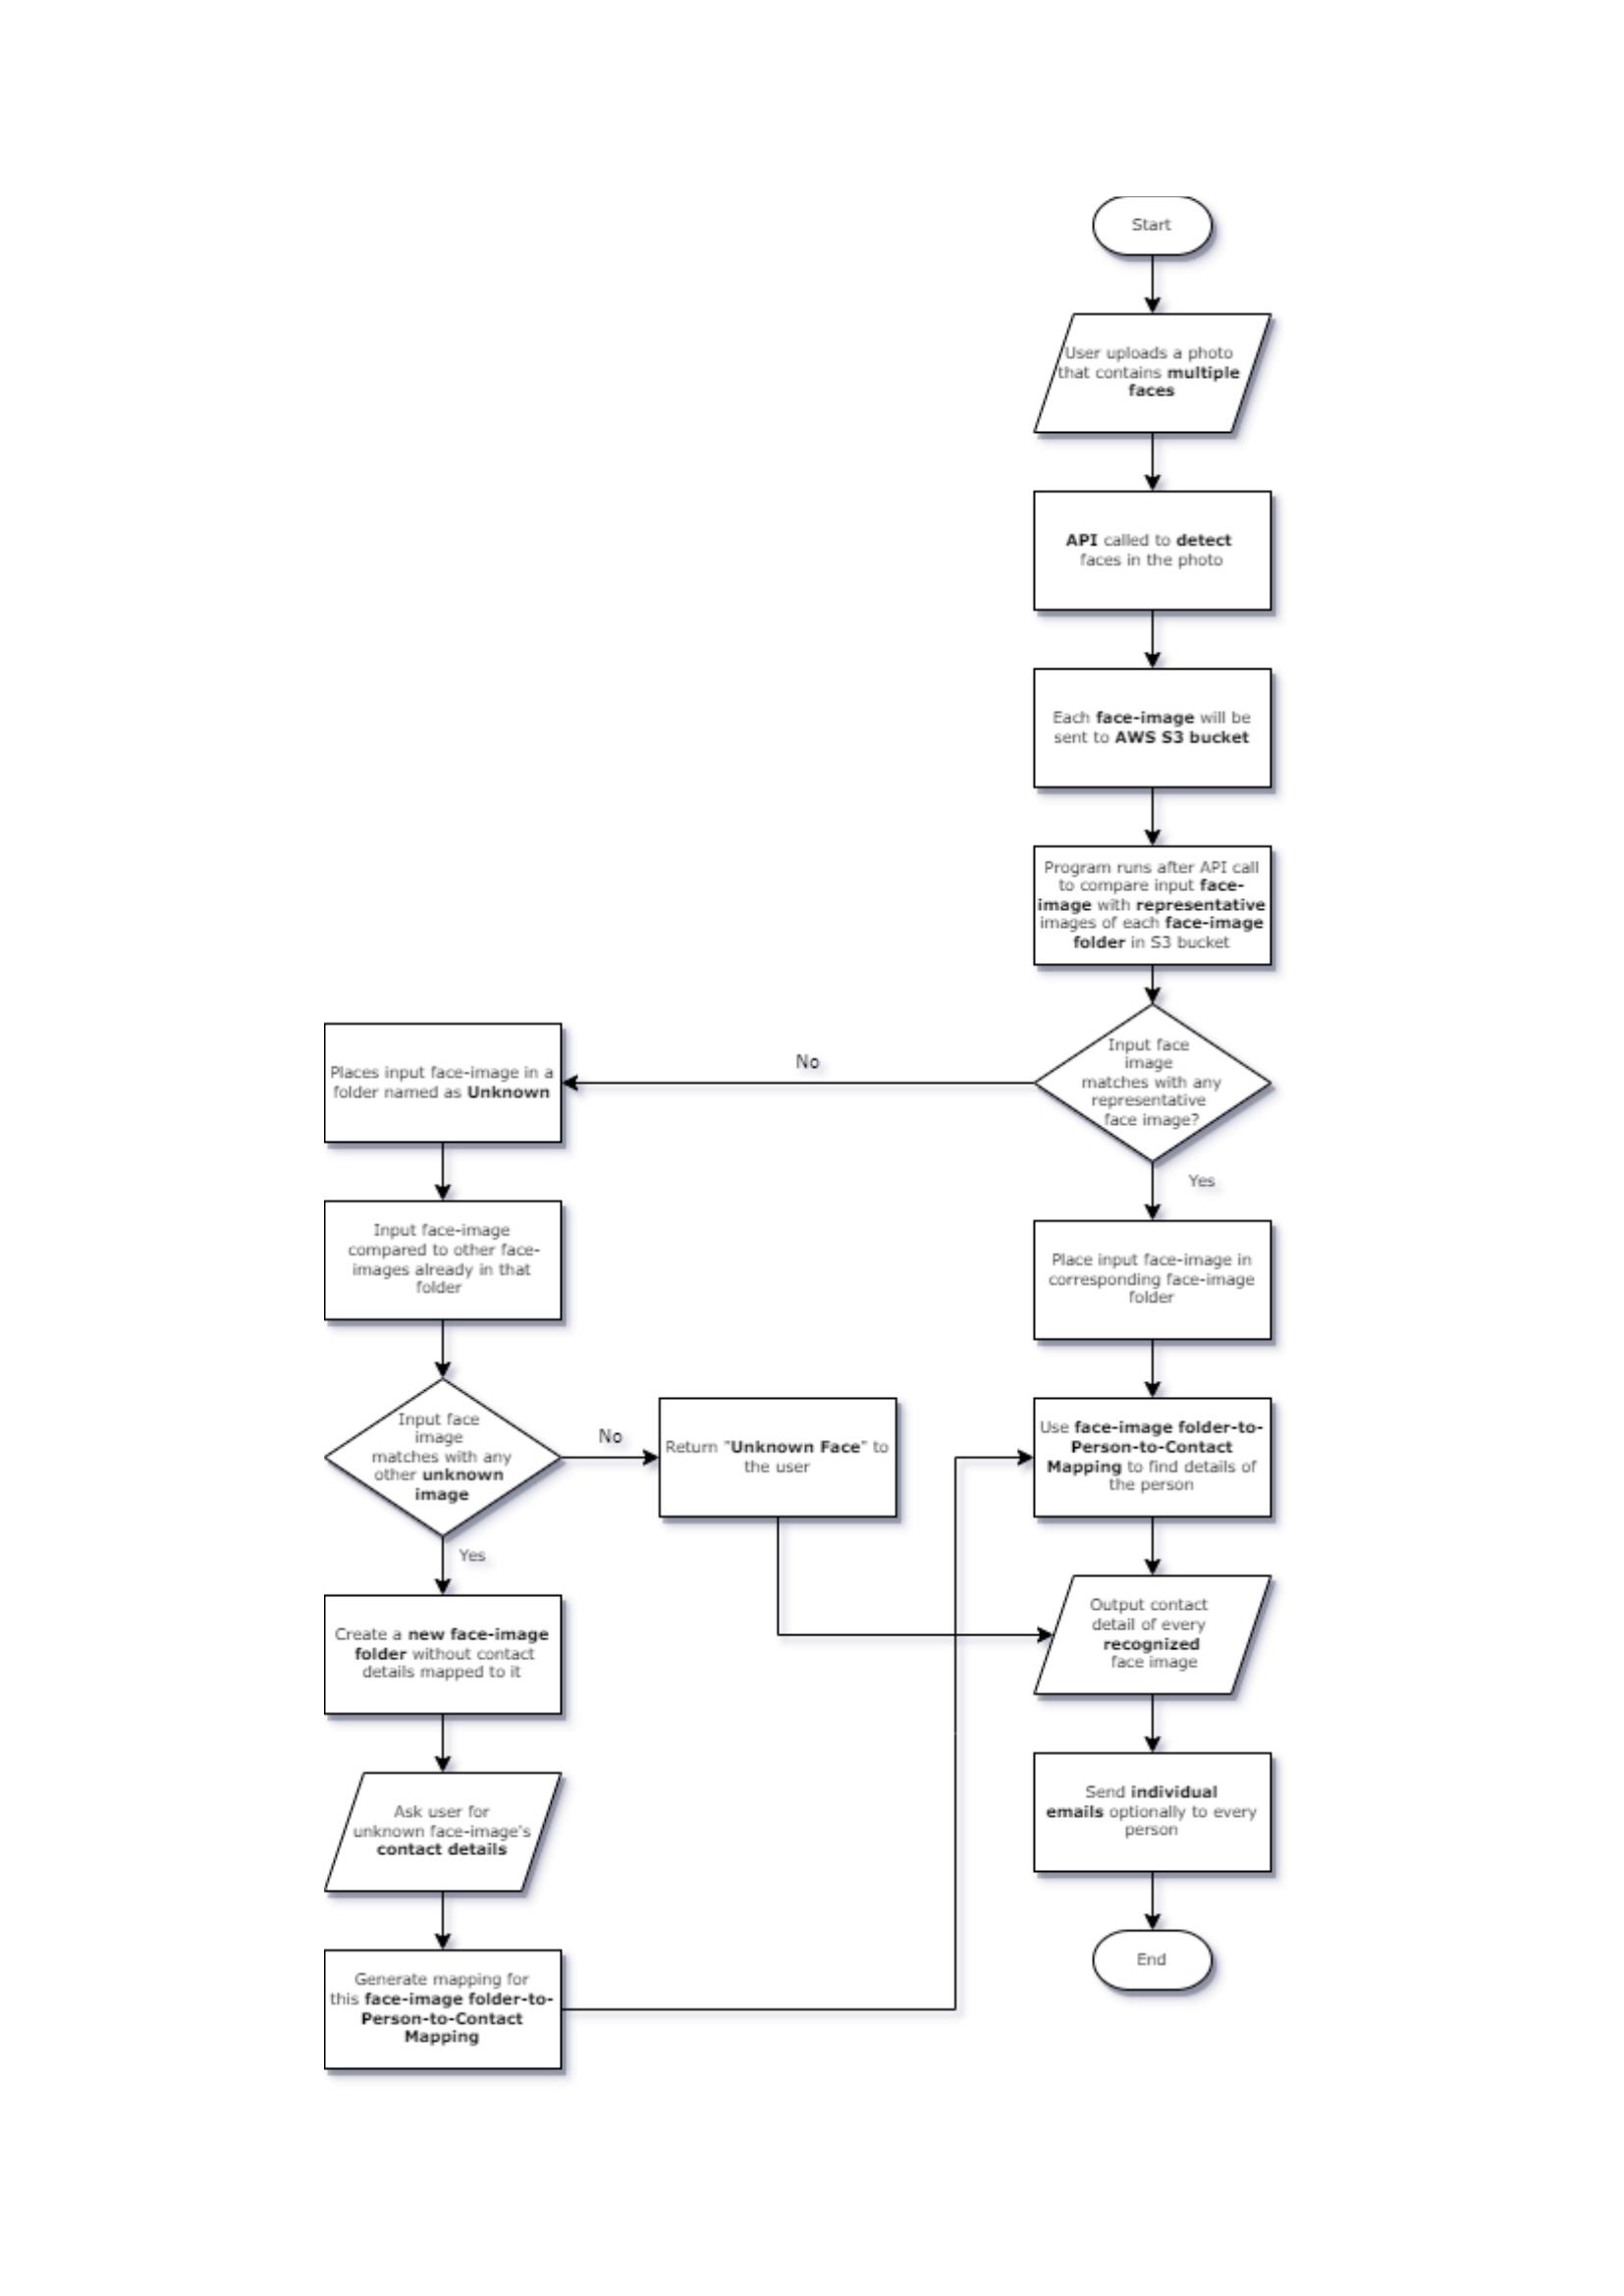 Start
User uploads a photo
that contains multiple
faces
API called to detect
faces in the photo
Each face-image will be
sent to AWS S3 bucket
Program runs after API call
to compare input face-
image with representative
images of each face-image
folder in S3 bucket
Input face
image
matches with any
representative
face image?
No
Yes
Places input face-image in a
folder named as Unknown
Input face-image
compared to other face-
images already in that
folder
Input face
image
matches with any
other unknown
image
No
Return "Unknown Face" to
the user
Yes
Create a new face-image
folder without contact
details mapped to it
Ask user for
unknown face-image's
contact details
Generate mapping for
this face-image folder-to-
Person-to-Contact
Mapping
Place input face-image in
corresponding face-image
folder
Use face-image folder-to-
Person-to-Contact
Mapping to find details of
the person
Output contact
detail of every
recognized
face image
Send individual
emails optionally to every
person
End